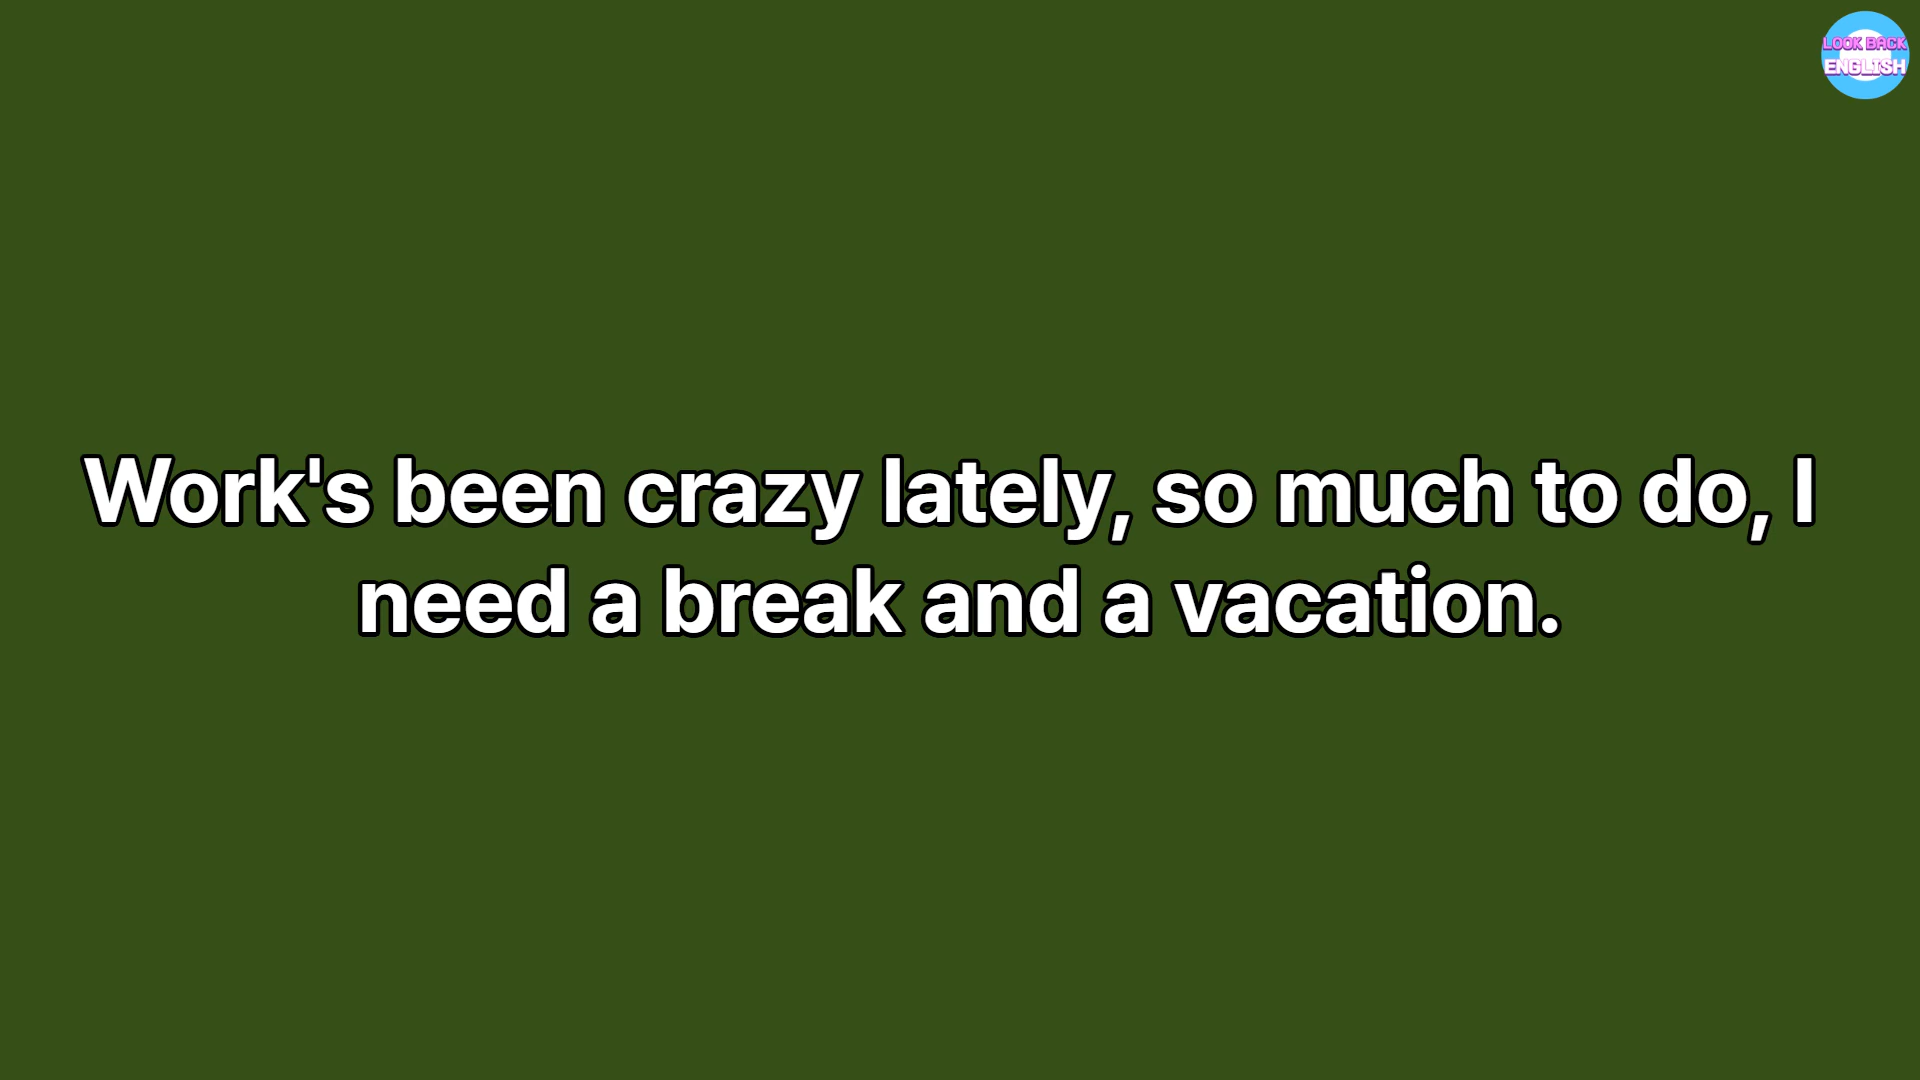 LOOK BACK
ENGLISH
Work's been crazy lately, so much to do, I
need a break and a vacation.